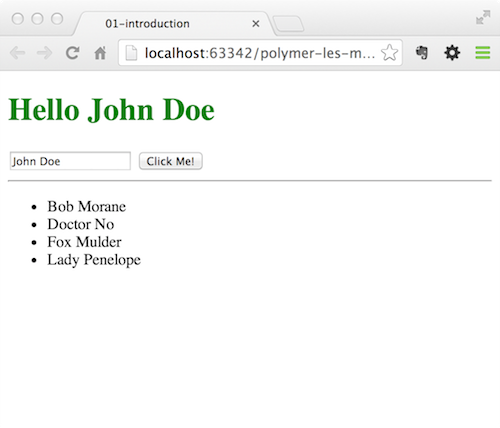 01-introduction
localhost:63342/polymer-les-m...
Hello John Doe
John Doe
Click Me!
Bob Morane
Doctor No
Fox Mulder
Lady Penelope